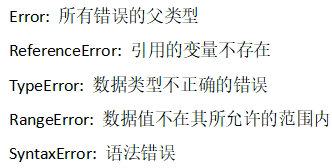 Error: 所有错误的父类型
ReferenceError: 引用的变量不存在
TypeError: 数据类型不正确的错误
RangeError: 数据值不在其所允许的范围内
SyntaxError: 语法错误